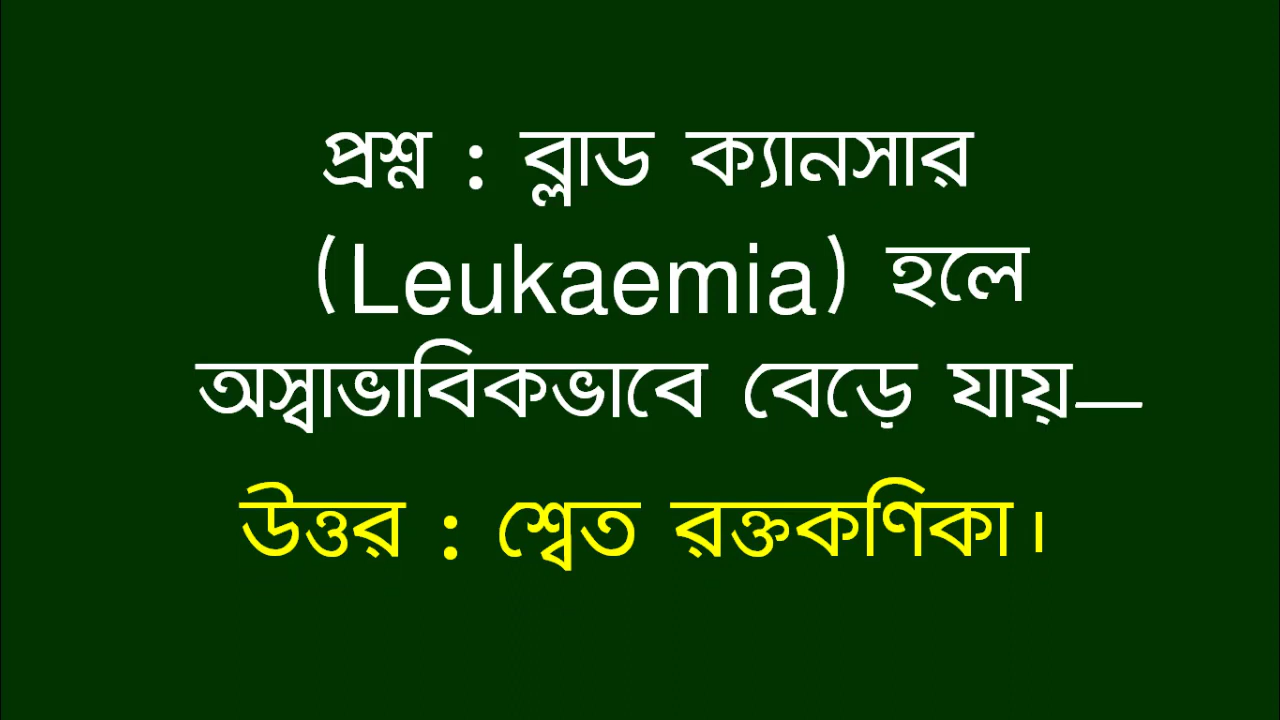 প্রশ্ন : ব্লাড ক্যানসার
(Leukaemia) হলে
অস্বাভাবিকভাবে বেড়ে যায়—
উত্তর : শ্বেত রক্তকণিকা।